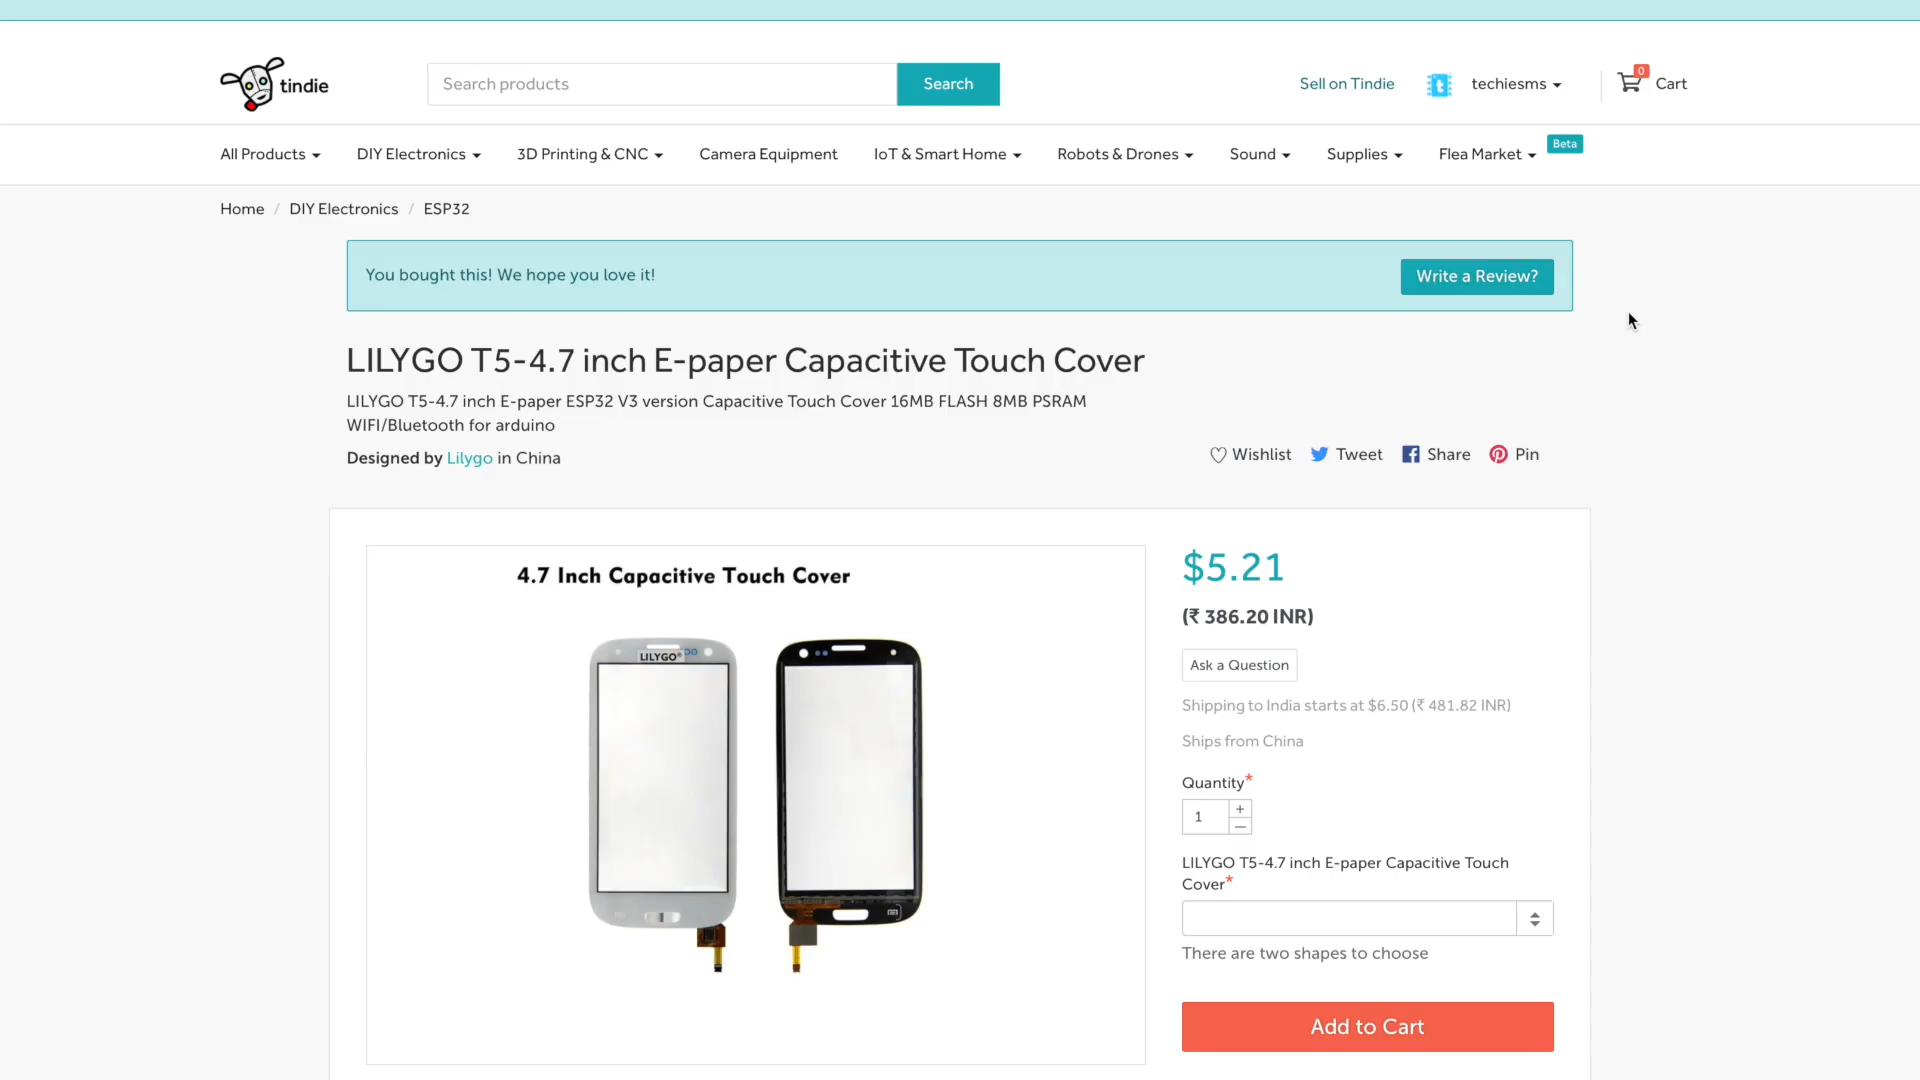 tindie
Search products
Search
Sell on Tindie
techiesms
0
Cart
All Products
DIY Electronics
3D Printing & CNC
Camera Equipment
IoT & Smart Home
Robots & Drones
Sound
Supplies
Flea Market
Beta
Home / DIY Electronics / ESP32
You bought this! We hope you love it!
Write a Review?
LILYGO T5-4.7 inch E-paper Capacitive Touch Cover
LILYGO T5-4.7 inch E-paper ESP32 V3 version Capacitive Touch Cover 16MB FLASH 8MB PSRAM
WIFI/Bluetooth for arduino
Designed by Lilygo in China
Wishlist
Tweet
Share
Pin
4.7 Inch Capacitive Touch Cover
LILYGO®
$5.21
(₹ 386.20 INR)
Ask a Question
Shipping to India starts at $6.50 (₹ 481.82 INR)
Ships from China
Quantity*
1
+
–
LILYGO T5-4.7 inch E-paper Capacitive Touch
Cover*
There are two shapes to choose
Add to Cart